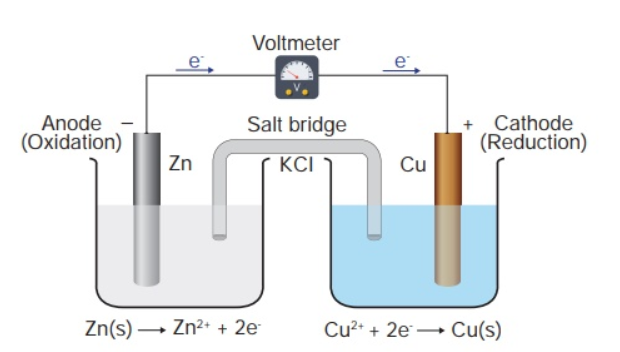 Voltmeter
e⁻
e⁻
V
Anode
(Oxidation)
−
Salt bridge
+
Cathode
(Reduction)
Zn
KCl
Cu
Zn(s) ⟶ Zn²⁺ + 2e⁻
Cu²⁺ + 2e⁻ ⟶ Cu(s)